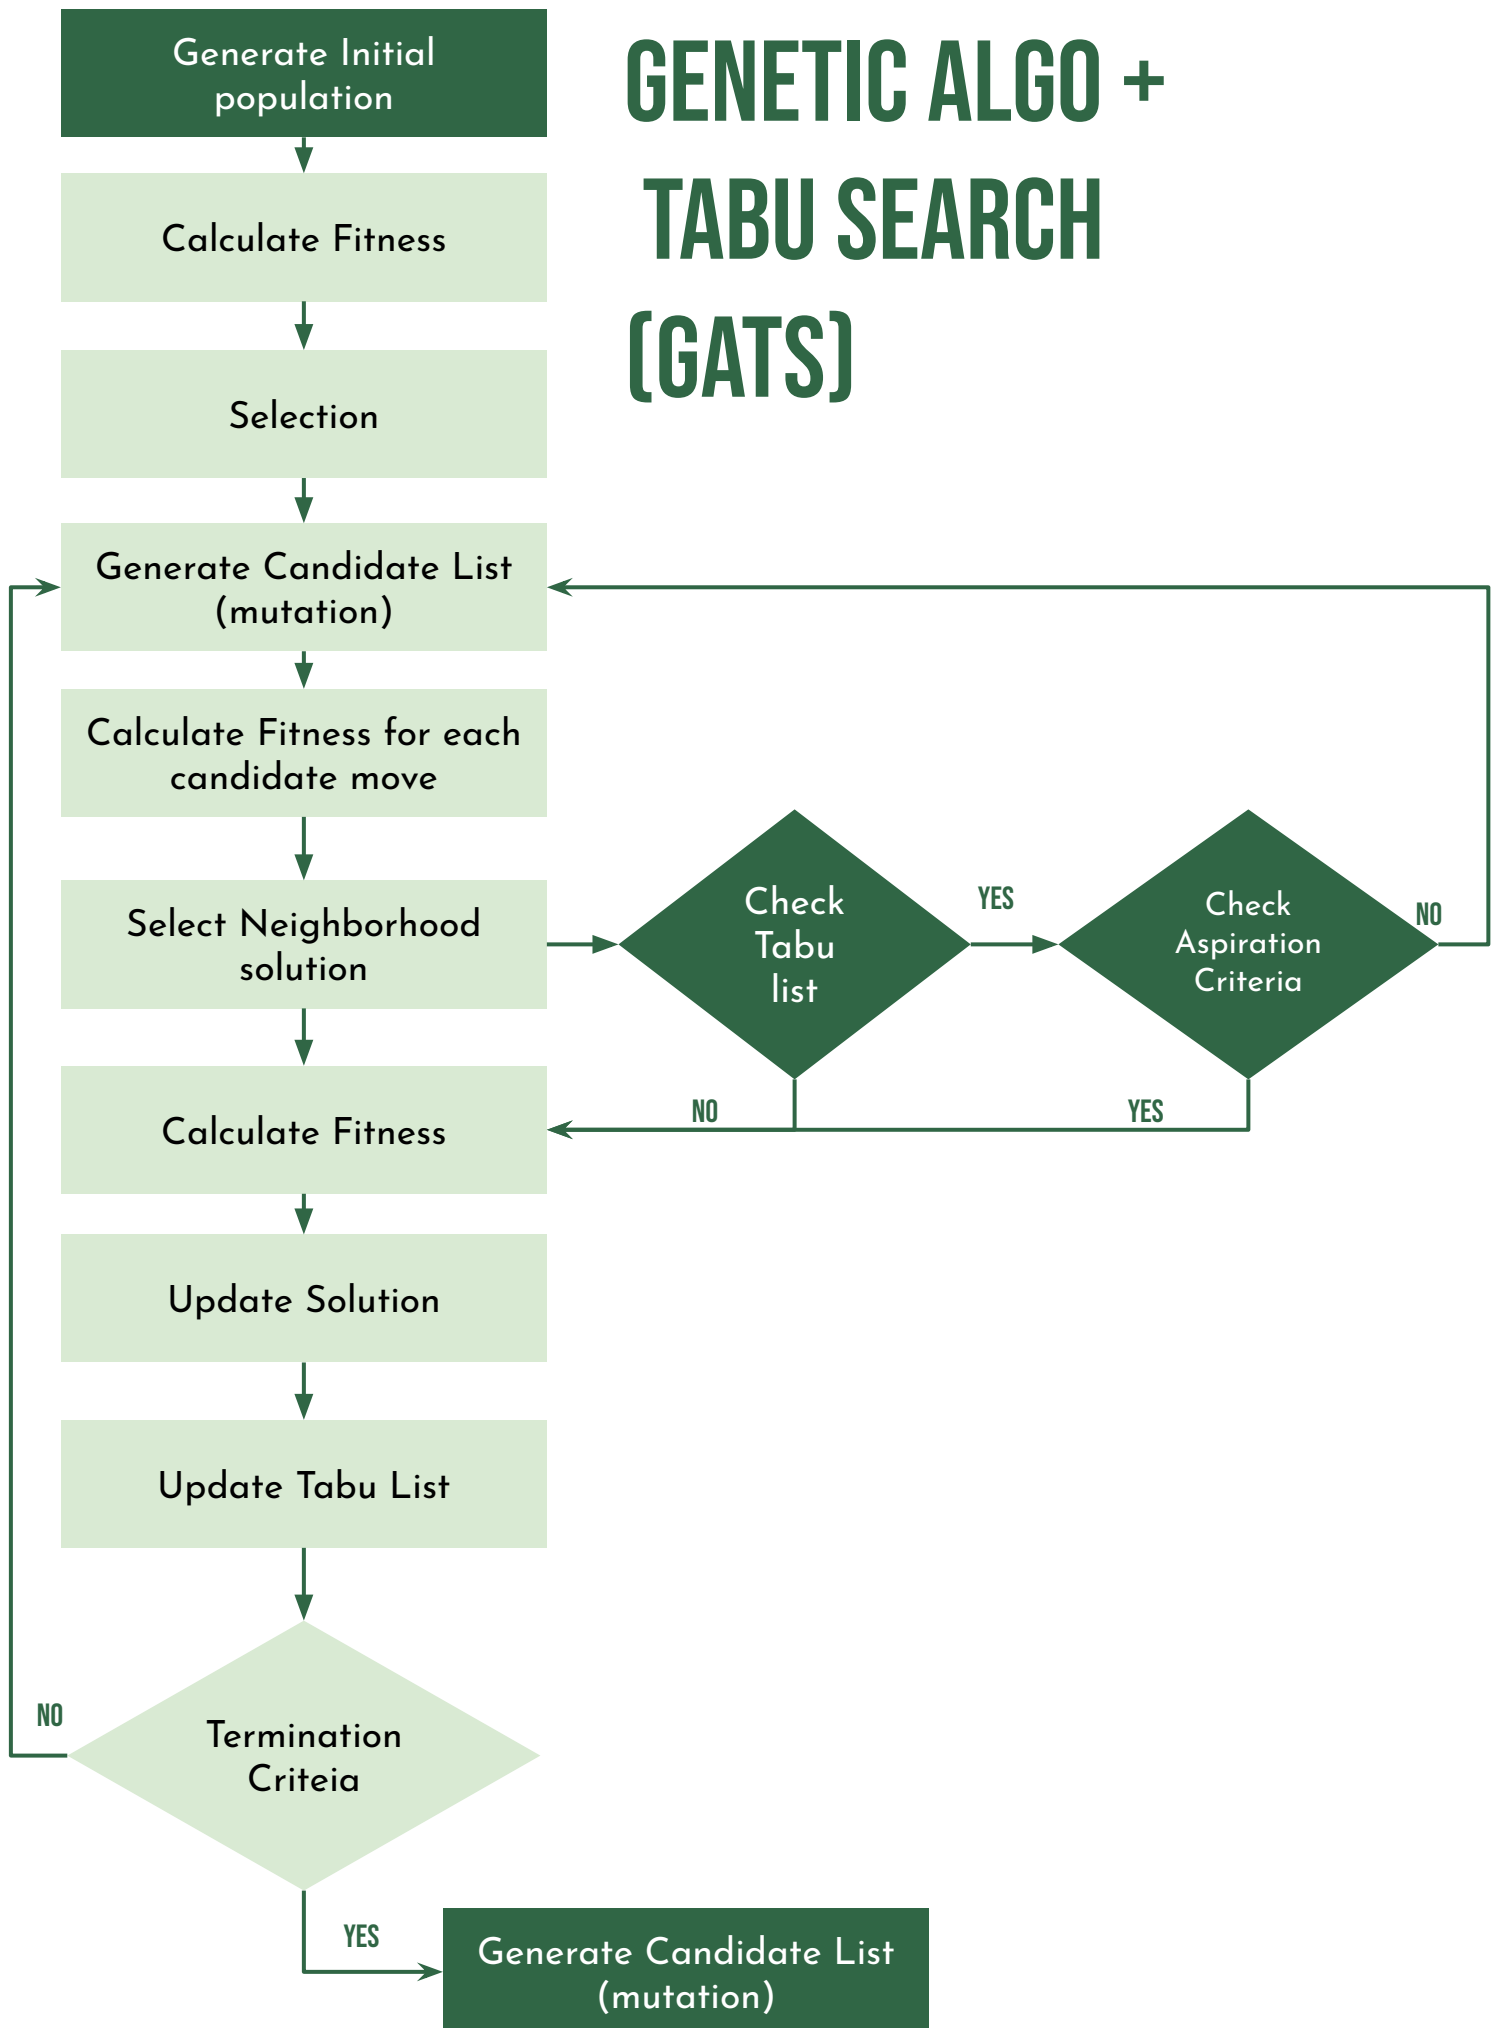 GENETIC ALGO +
TABU SEARCH
(GATS)
Generate Initial
population
Calculate Fitness
Selection
Generate Candidate List
(mutation)
Calculate Fitness for each
candidate move
Select Neighborhood
solution
Check
Tabu
list
YES
Check
Aspiration
Criteria
NO
NO
YES
Calculate Fitness
Update Solution
Update Tabu List
Termination
Criteia
NO
YES
Generate Candidate List
(mutation)